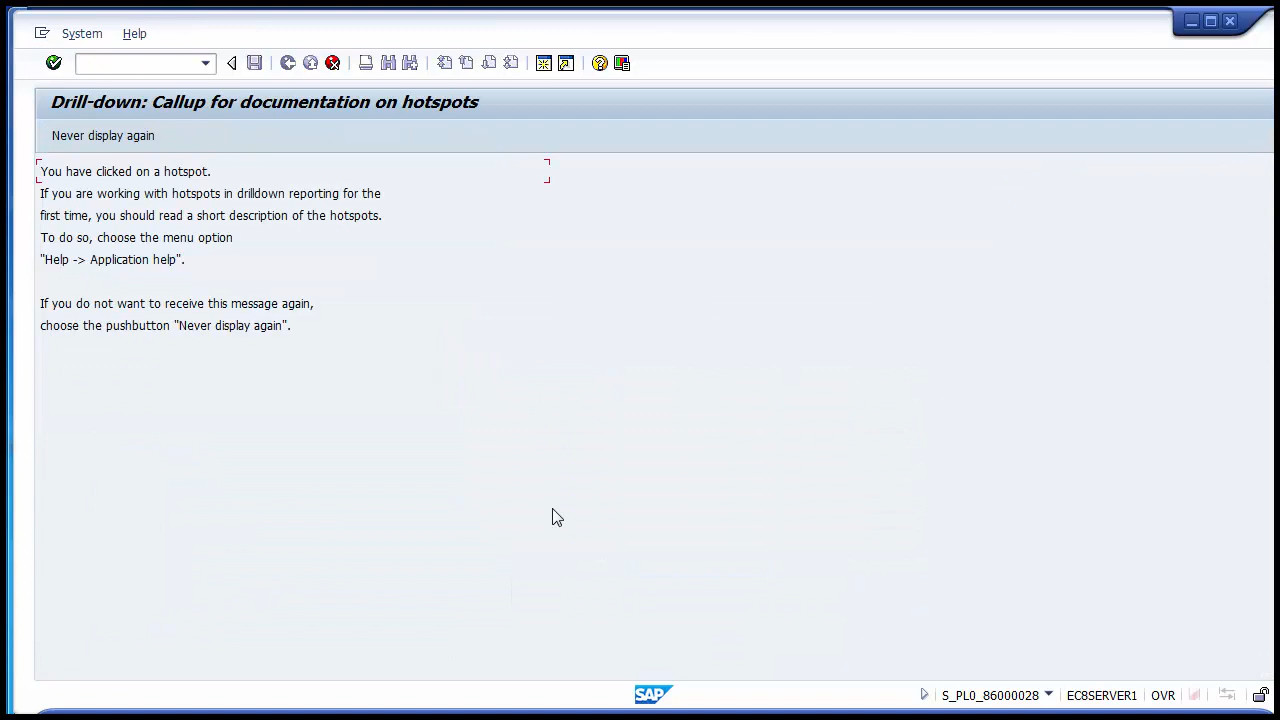 System Help
Drill-down: Callup for documentation on hotspots
Never display again
You have clicked on a hotspot.
If you are working with hotspots in drilldown reporting for the
first time, you should read a short description of the hotspots.
To do so, choose the menu option
"Help -> Application help".
If you do not want to receive this message again,
choose the pushbutton "Never display again".
SAP S_PL0_86000028 ECCSERVER1 OVR